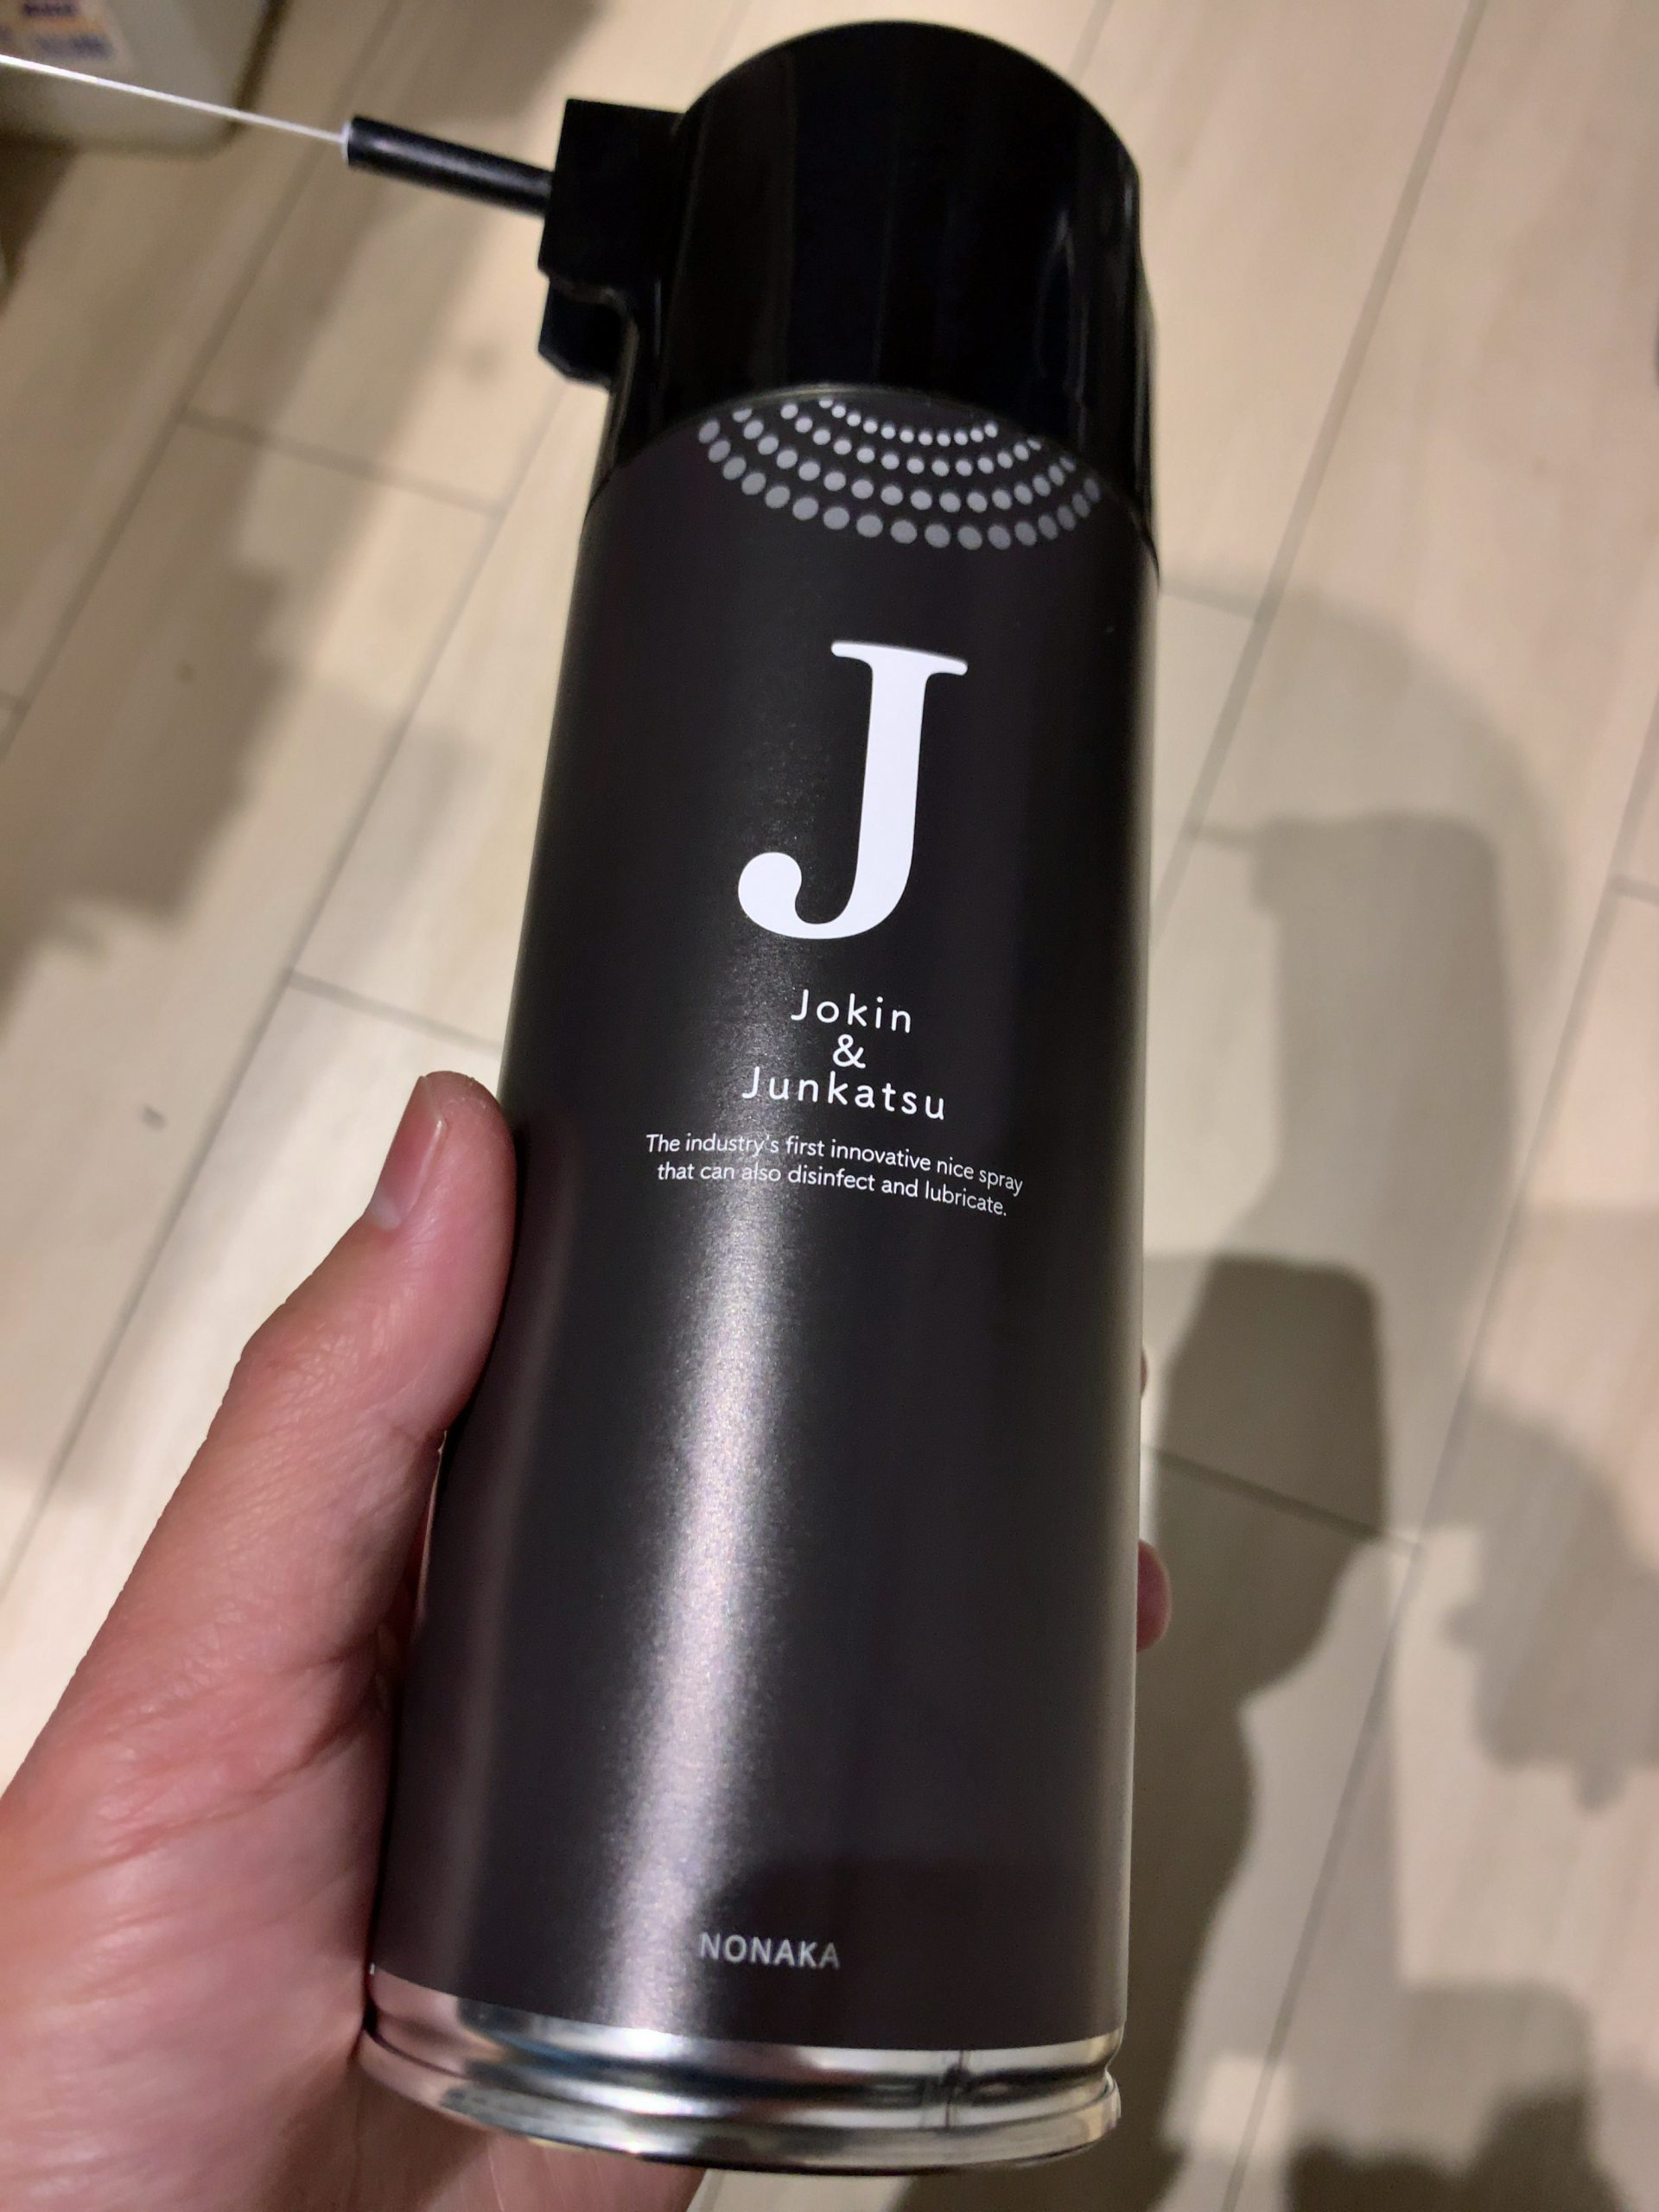 J
Jokin
&
Junkatsu
The industry's first innovative nice spray
that can also disinfect and lubricate.
NONAKA